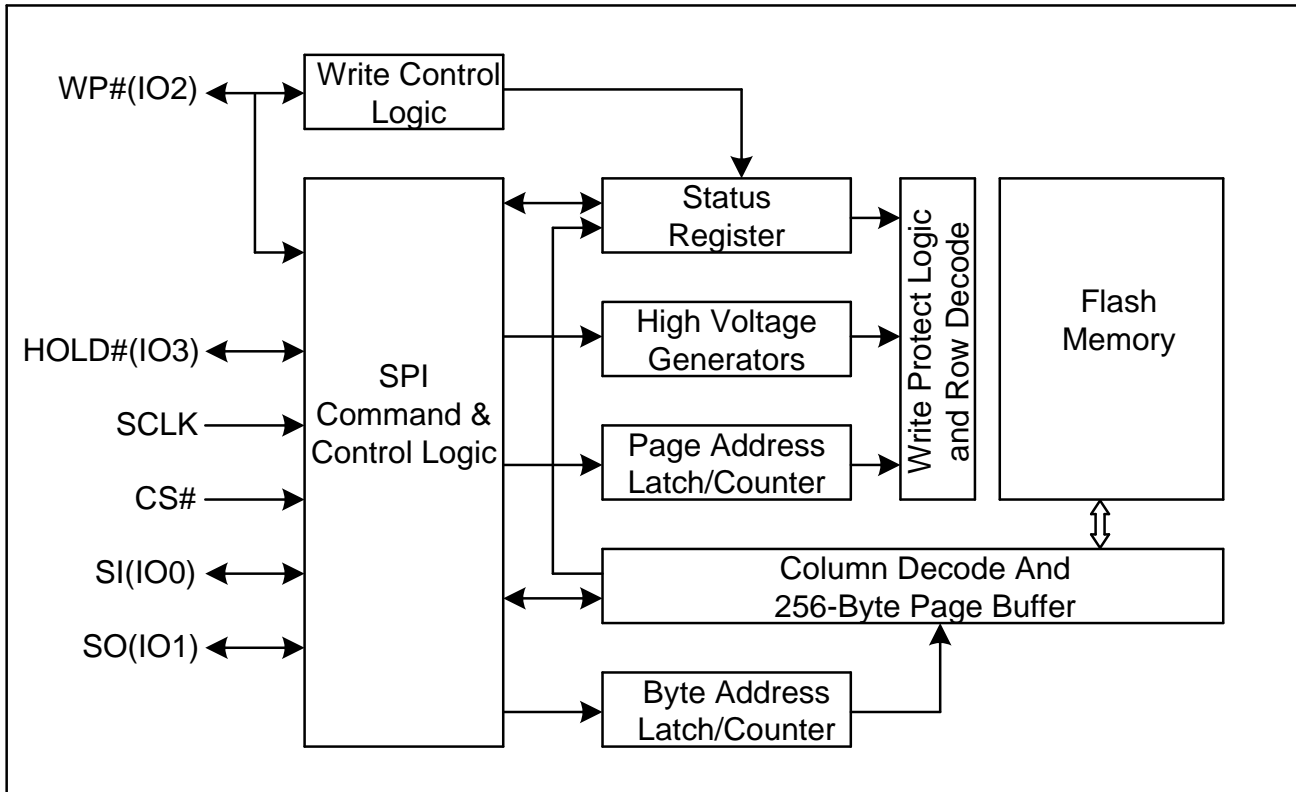 WP#(IO2)
Write Control
Logic
Status
Register
Write Protect Logic
and Row Decode
Flash
Memory
HOLD#(IO3)
High Voltage
Generators
SPI
Command &
Control Logic
SCLK
Page Address
Latch/Counter
CS#
SI(IO0)
Column Decode And
256-Byte Page Buffer
SO(IO1)
Byte Address
Latch/Counter